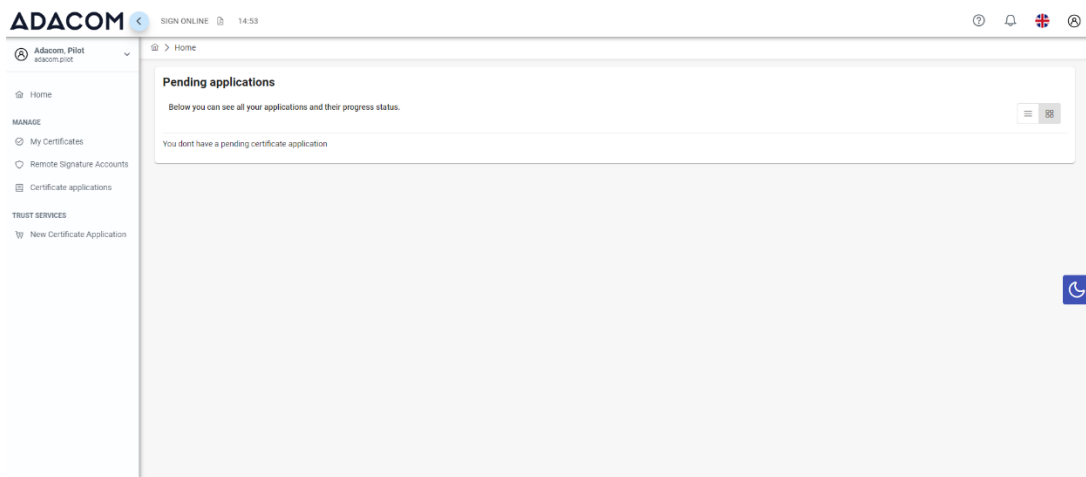 ADACOM
SIGN ONLINE 14:53
Adacom, Pilot
adacom.pilot
Home
Home
MANAGE
My Certificates
Remote Signature Accounts
Certificate applications
TRUST SERVICES
New Certificate Application
Pending applications
Below you can see all your applications and their progress status.
You dont have a pending certificate application